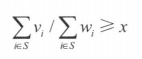 ∑_{i∈S} v_i / ∑_{i∈S} w_i ⩾ x